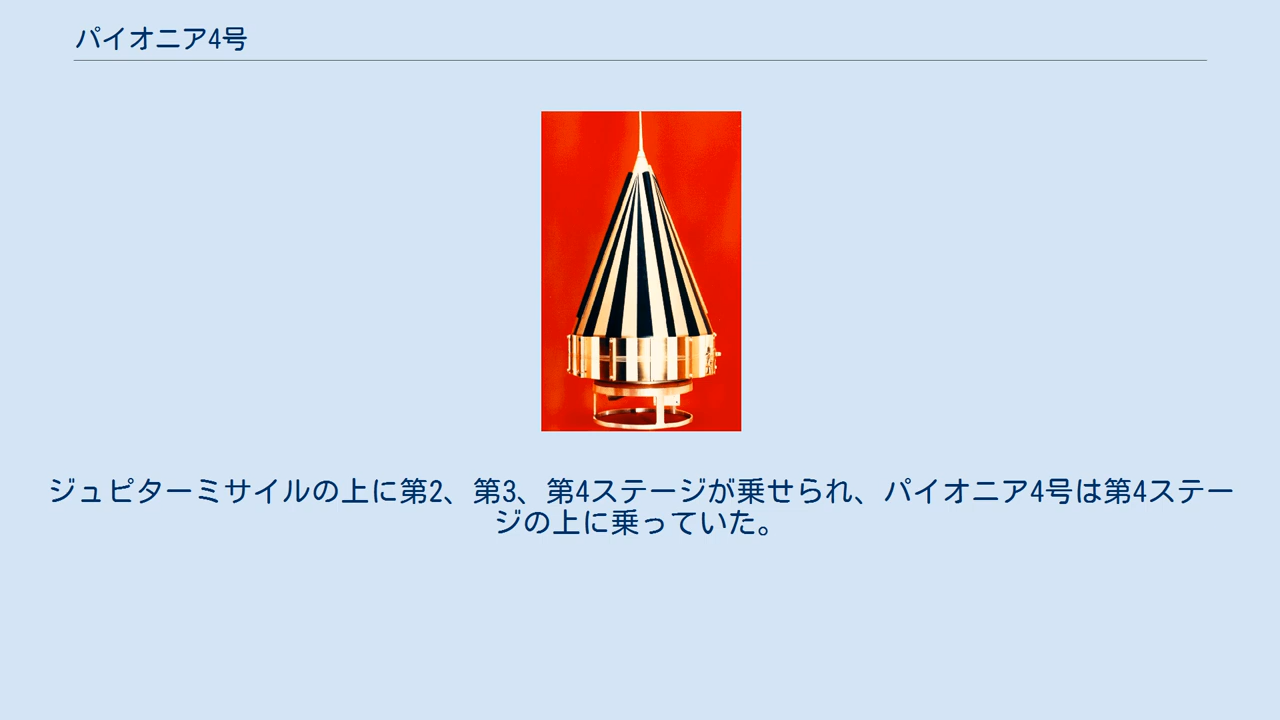 パイオニア4号
ジュピターミサイルの上に第2、第3、第4ステージが乗せられ、パイオニア4号は第4ステー
ジの上に乗っていた。